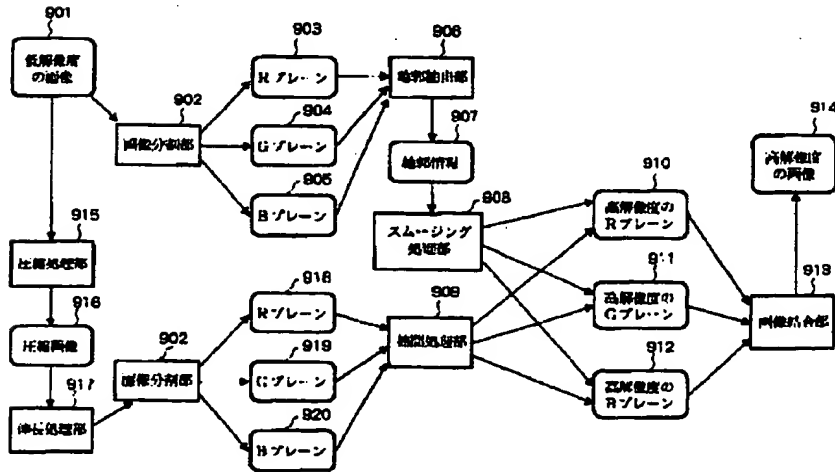 901
低解像度
の画像
902
画像分割部
903
Rプレーン
904
Gプレーン
905
Bプレーン
906
輪郭抽出部
907
輪郭情報
908
スムージング
処理部
915
圧縮処理部
916
圧縮画像
917
伸長処理部
902
画像分割部
918
Rプレーン
919
Gプレーン
920
Bプレーン
909
補間処理部
910
高解像度の
Rプレーン
911
高解像度の
Gプレーン
912
高解像度の
Bプレーン
913
画像結合部
914
高解像度
の画像